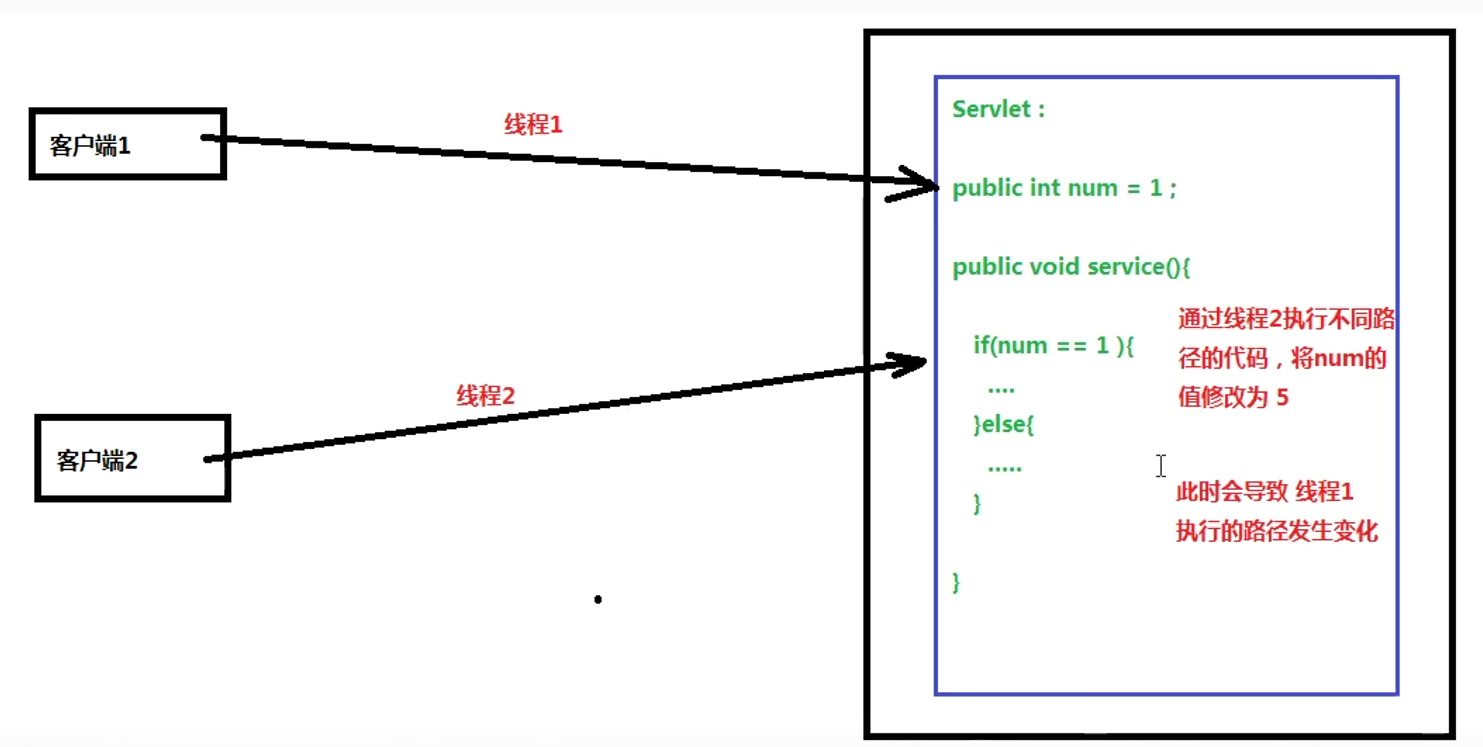 客户端1
线程1
客户端2
线程2
Servlet :
public int num = 1 ;
public void service(){
if(num == 1 ){
....
}else{
.....
}
}
通过线程2执行不同路
径的代码，将num的
值修改为 5
此时会导致 线程1
执行的路径发生变化